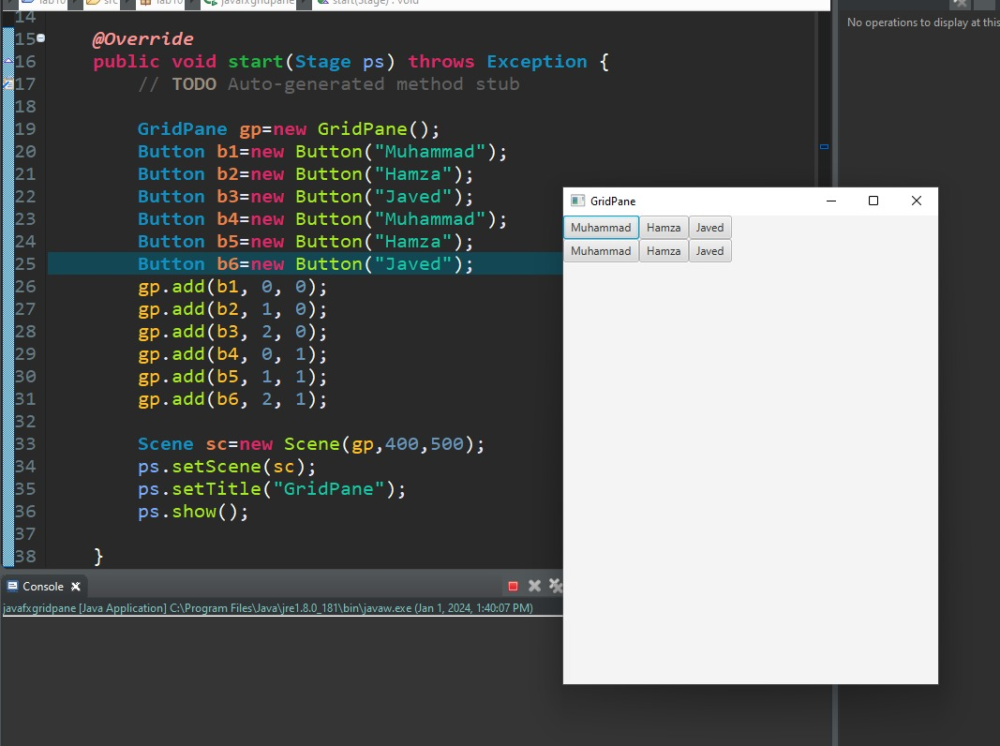 lab10 src lab10 javafxgridpane start(Stage) : void
14
15 @Override
16 public void start(Stage ps) throws Exception {
17 // TODO Auto-generated method stub
18
19 GridPane gp=new GridPane();
20 Button b1=new Button("Muhammad");
21 Button b2=new Button("Hamza");
22 Button b3=new Button("Javed");
23 Button b4=new Button("Muhammad");
24 Button b5=new Button("Hamza");
25 Button b6=new Button("Javed");
26 gp.add(b1, 0, 0);
27 gp.add(b2, 1, 0);
28 gp.add(b3, 2, 0);
29 gp.add(b4, 0, 1);
30 gp.add(b5, 1, 1);
31 gp.add(b6, 2, 1);
32
33 Scene sc=new Scene(gp,400,500);
34 ps.setScene(sc);
35 ps.setTitle("GridPane");
36 ps.show();
37
38 }
Console
javafxgridpane [Java Application] C:\Program Files\Java\jre1.8.0_181\bin\javaw.exe (Jan 1, 2024, 1:40:07 PM)
No operations to display at this
GridPane
Muhammad Hamza Javed
Muhammad Hamza Javed